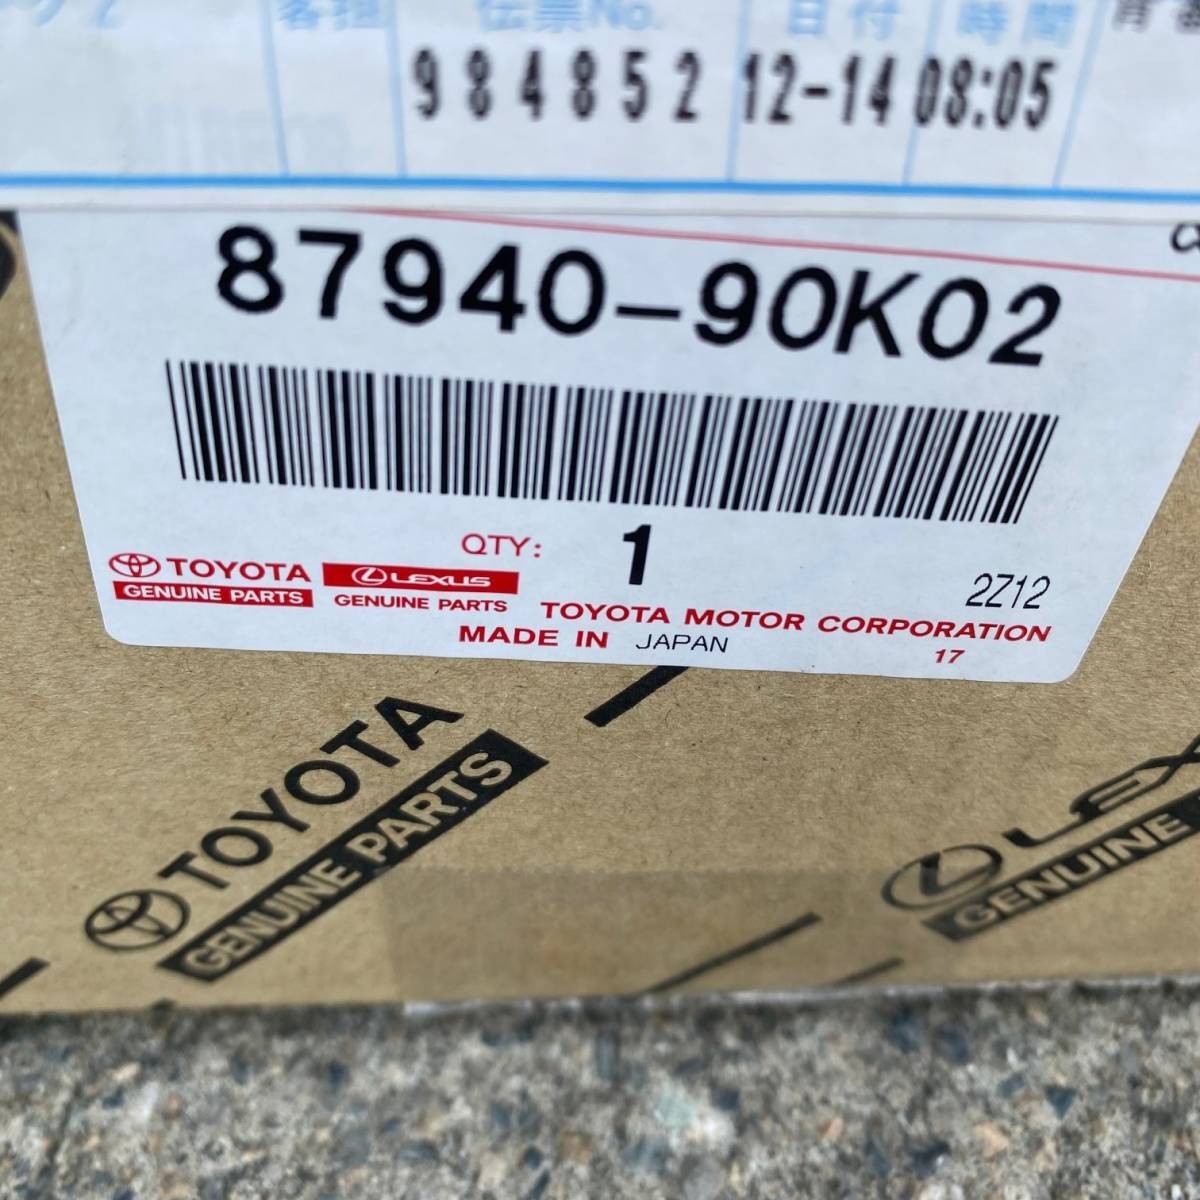 伝票No. 日付 時間
984852 12-14 08:05
87940-90K02
QTY: 1
TOYOTA LEXUS 2Z12
GENUINE PARTS GENUINE PARTS TOYOTA MOTOR CORPORATION
MADE IN JAPAN 17
TOYOTA
GENUINE PARTS
LEX
GENUINE